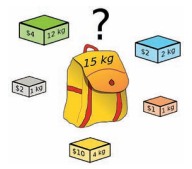 ?
$4 12 kg
15 kg
$2 2 kg
$2 1 kg
$1 1 kg
$10 4 kg